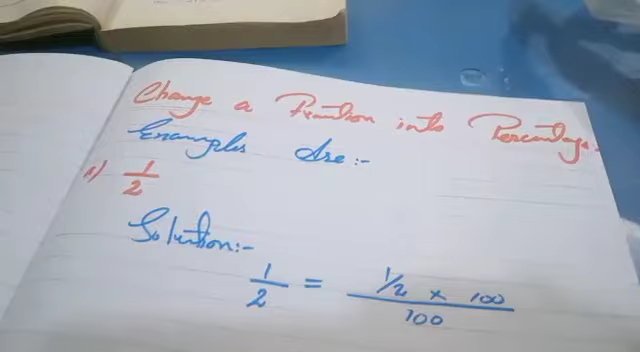 Change a Fraction into Percentage.
Examples Are:-
1) 1/2
Solution:-
1/2 = (1/2 × 100)/100